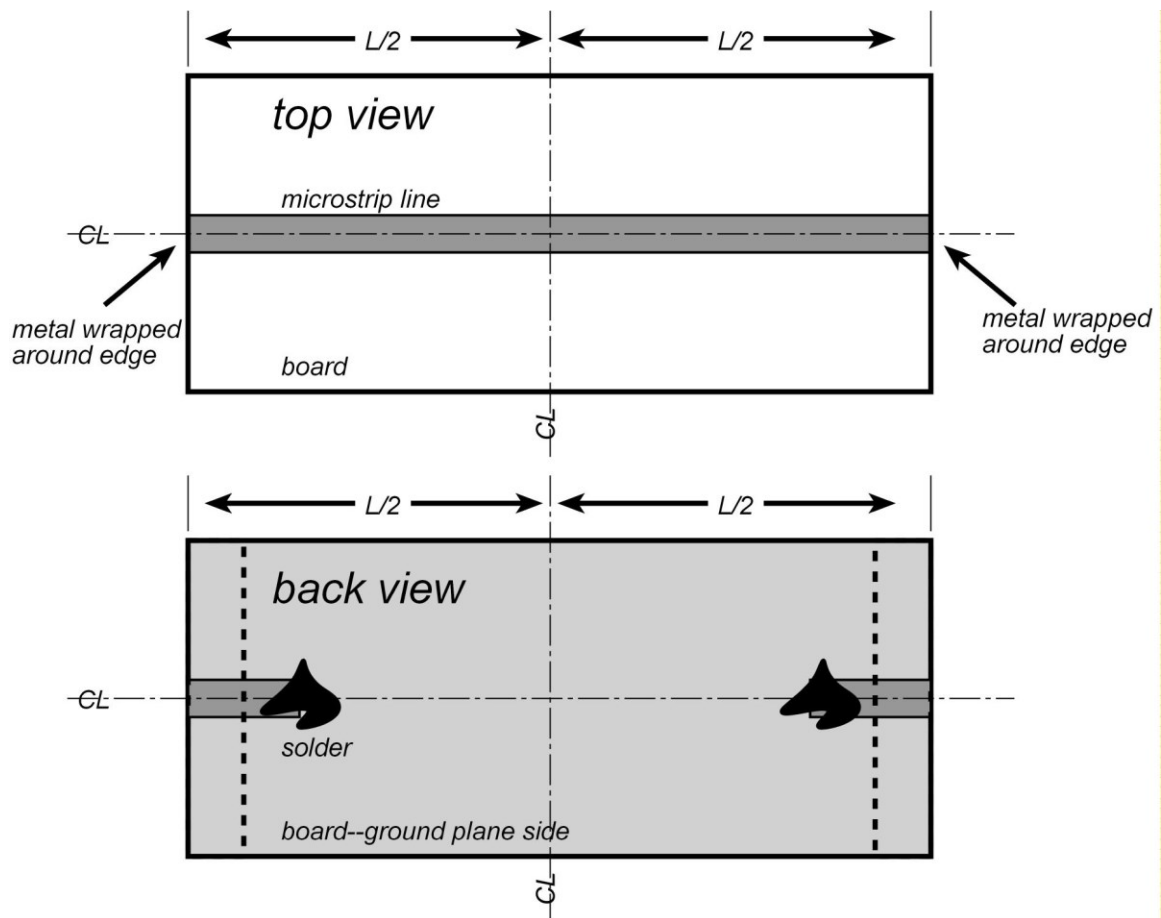 L/2 L/2
top view
microstrip line
CL
metal wrapped
around edge
metal wrapped
around edge
board
CL
L/2 L/2
back view
CL
solder
board--ground plane side
CL